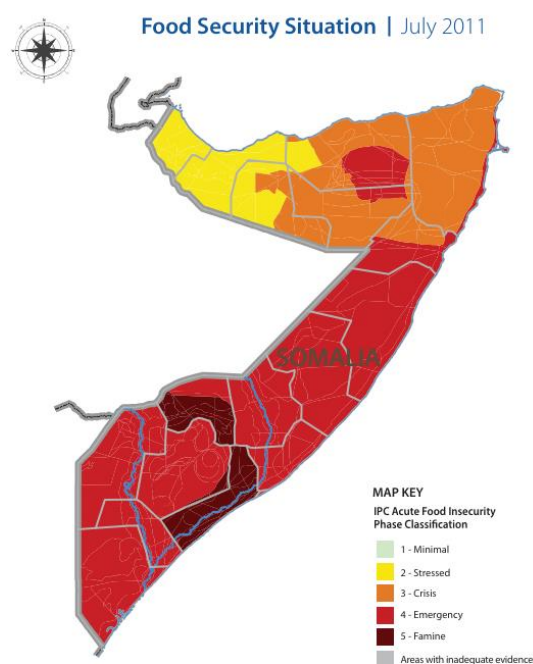 Food Security Situation | July 2011
SOMALIA
MAP KEY
IPC Acute Food Insecurity
Phase Classification
1 - Minimal
2 - Stressed
3 - Crisis
4 - Emergency
5 - Famine
Areas with inadequate evidence